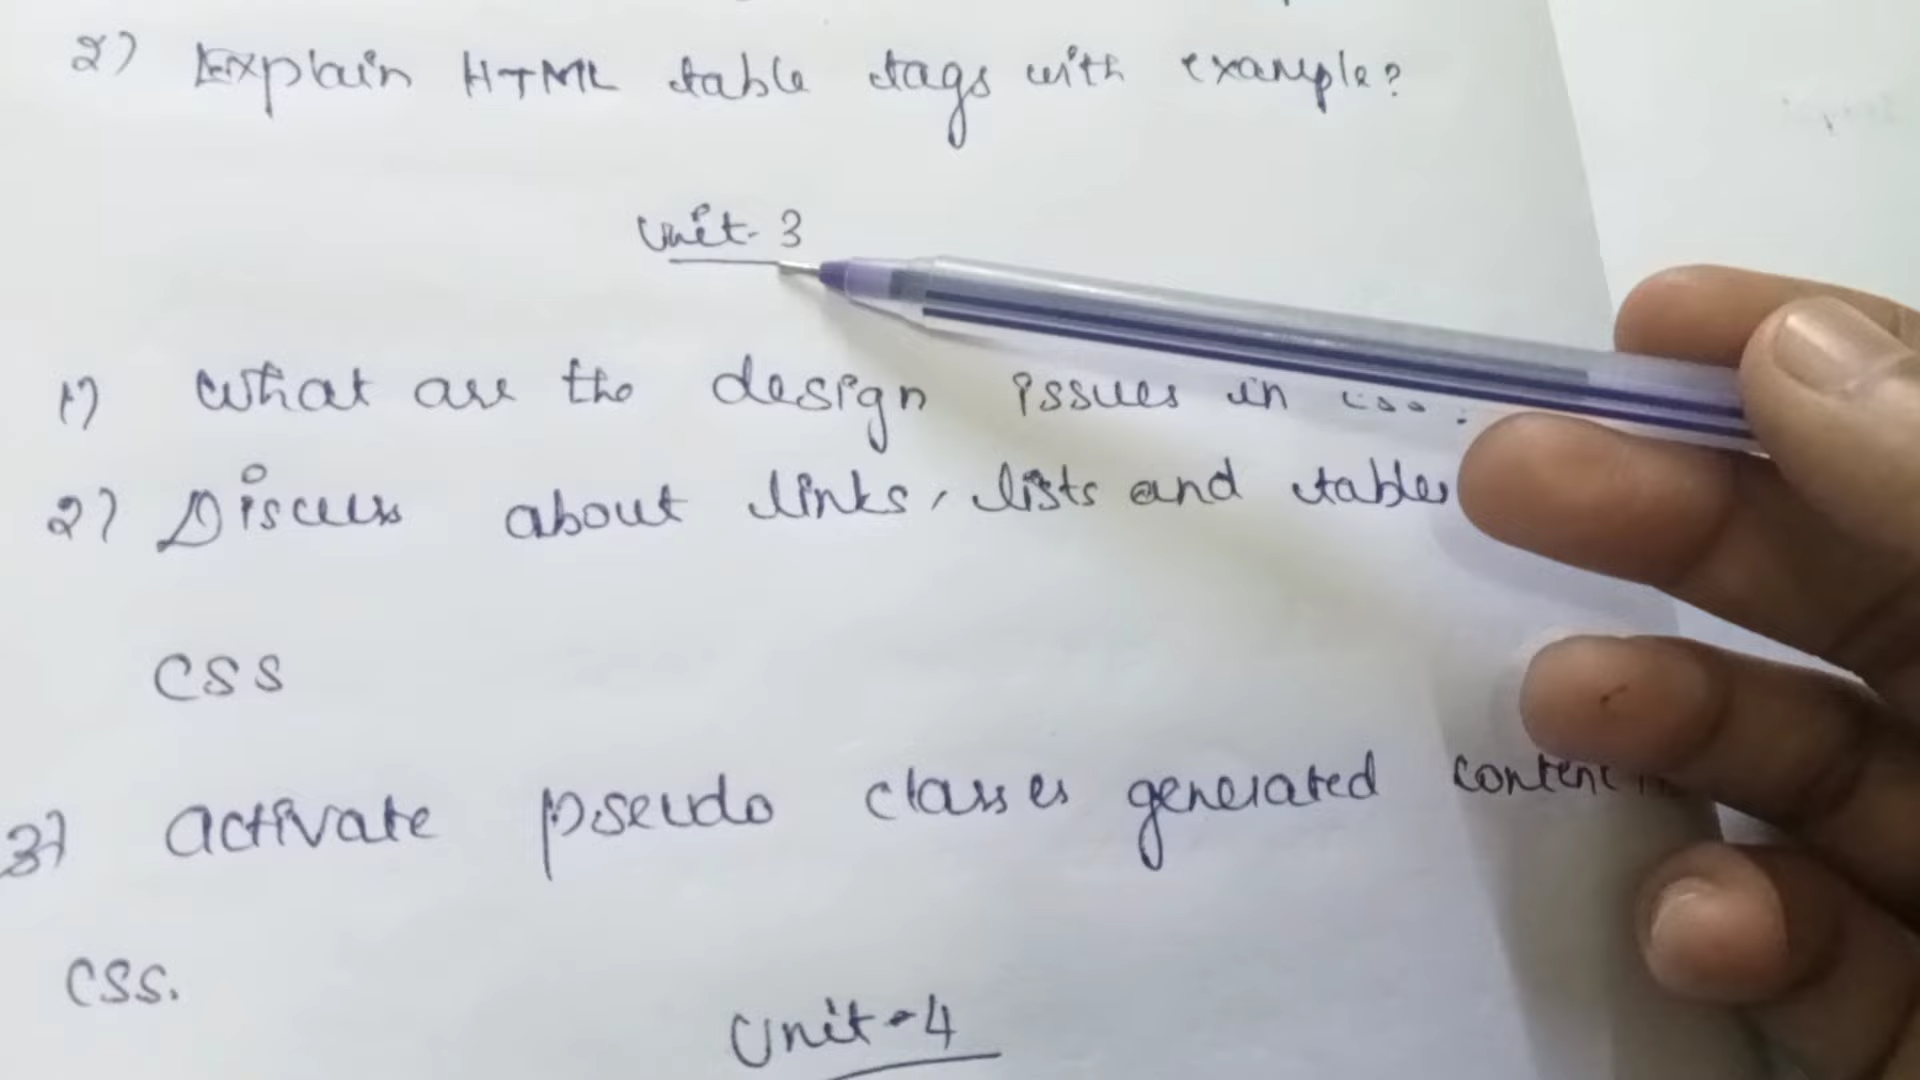 2) Explain HTML table tags with example?
Unit-3
1) What are the design issues in
2) Discuss about links, lists and tables
CSS
3) activate pseudo classes generated
CSS.
Unit-4